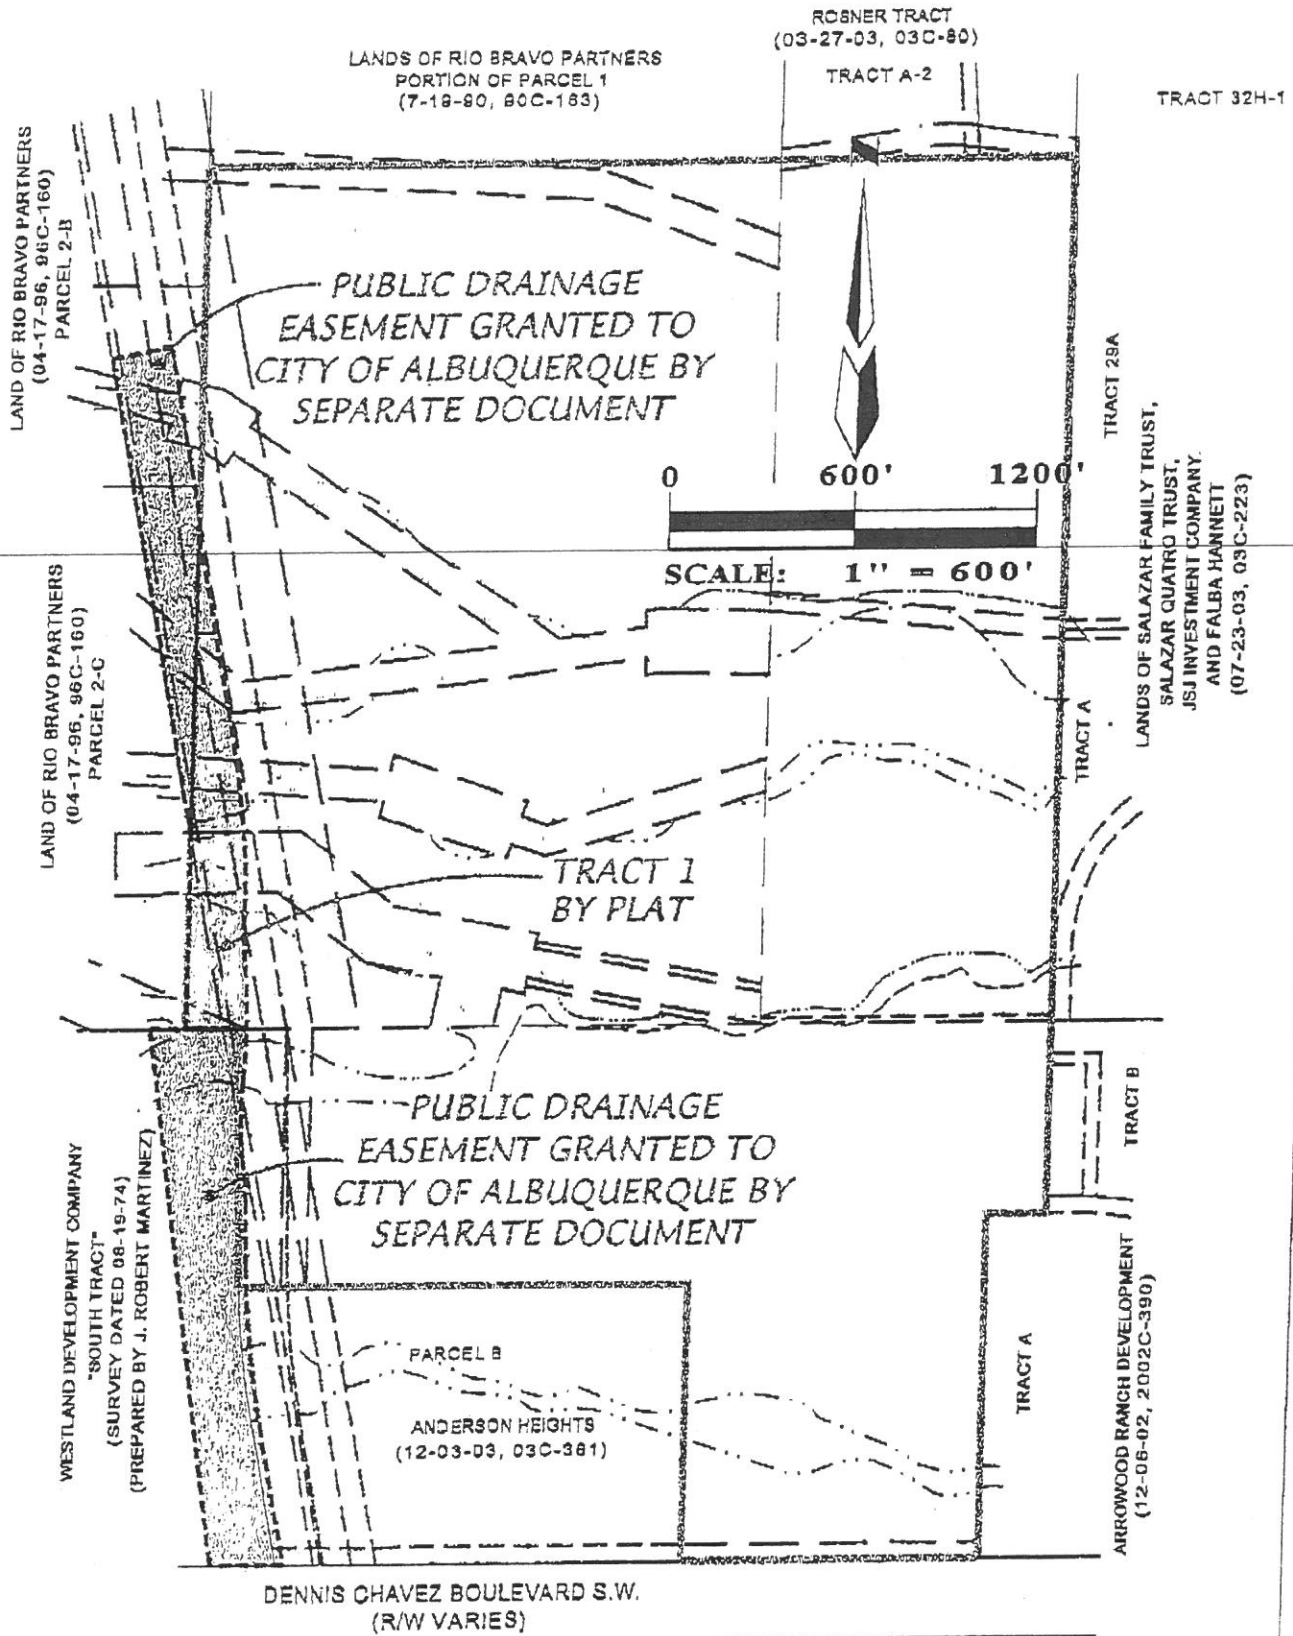 ROSNER TRACT
(03-27-03, 03C-80)
TRACT A-2
LANDS OF RIO BRAVO PARTNERS
PORTION OF PARCEL 1
(7-19-90, 90C-163)
TRACT 32H-1
LAND OF RIO BRAVO PARTNERS
(04-17-96, 96C-160)
PARCEL 2-B
PUBLIC DRAINAGE
EASEMENT GRANTED TO
CITY OF ALBUQUERQUE BY
SEPARATE DOCUMENT
TRACT 29A
0 600' 1200'
SCALE: 1" = 600'
LANDS OF SALAZAR FAMILY TRUST,
SALAZAR QUATRO TRUST,
JSJ INVESTMENT COMPANY,
AND FALBA HANNETT
(07-23-03, 03C-223)
LAND OF RIO BRAVO PARTNERS
(04-17-96, 96C-160)
PARCEL 2-C
TRACT A
TRACT 1
BY PLAT
PUBLIC DRAINAGE
EASEMENT GRANTED TO
CITY OF ALBUQUERQUE BY
SEPARATE DOCUMENT
TRACT B
WESTLAND DEVELOPMENT COMPANY
"SOUTH TRACT"
(SURVEY DATED 08-19-74)
(PREPARED BY J. ROBERT MARTINEZ)
PARCEL B
ANDERSON HEIGHTS
(12-03-03, 03C-361)
TRACT A
ARROWOOD RANCH DEVELOPMENT
(12-06-02, 2002C-390)
DENNIS CHAVEZ BOULEVARD S.W.
(R/W VARIES)